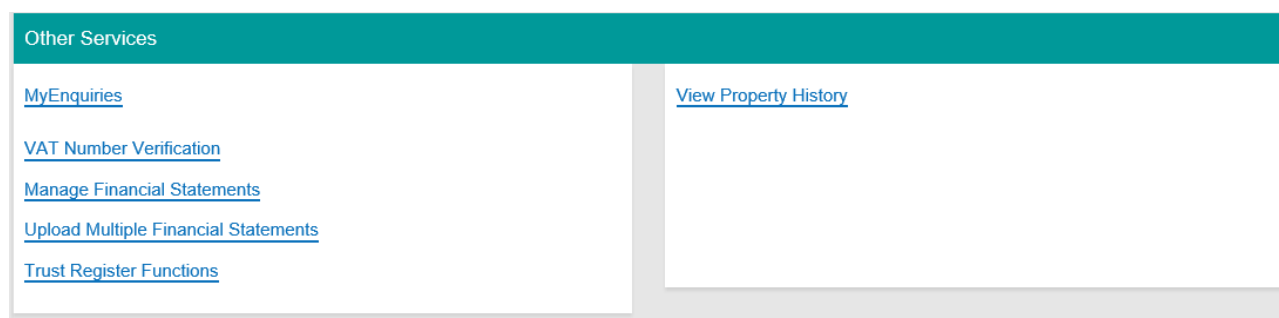 Other Services
MyEnquiries
VAT Number Verification
Manage Financial Statements
Upload Multiple Financial Statements
Trust Register Functions
View Property History